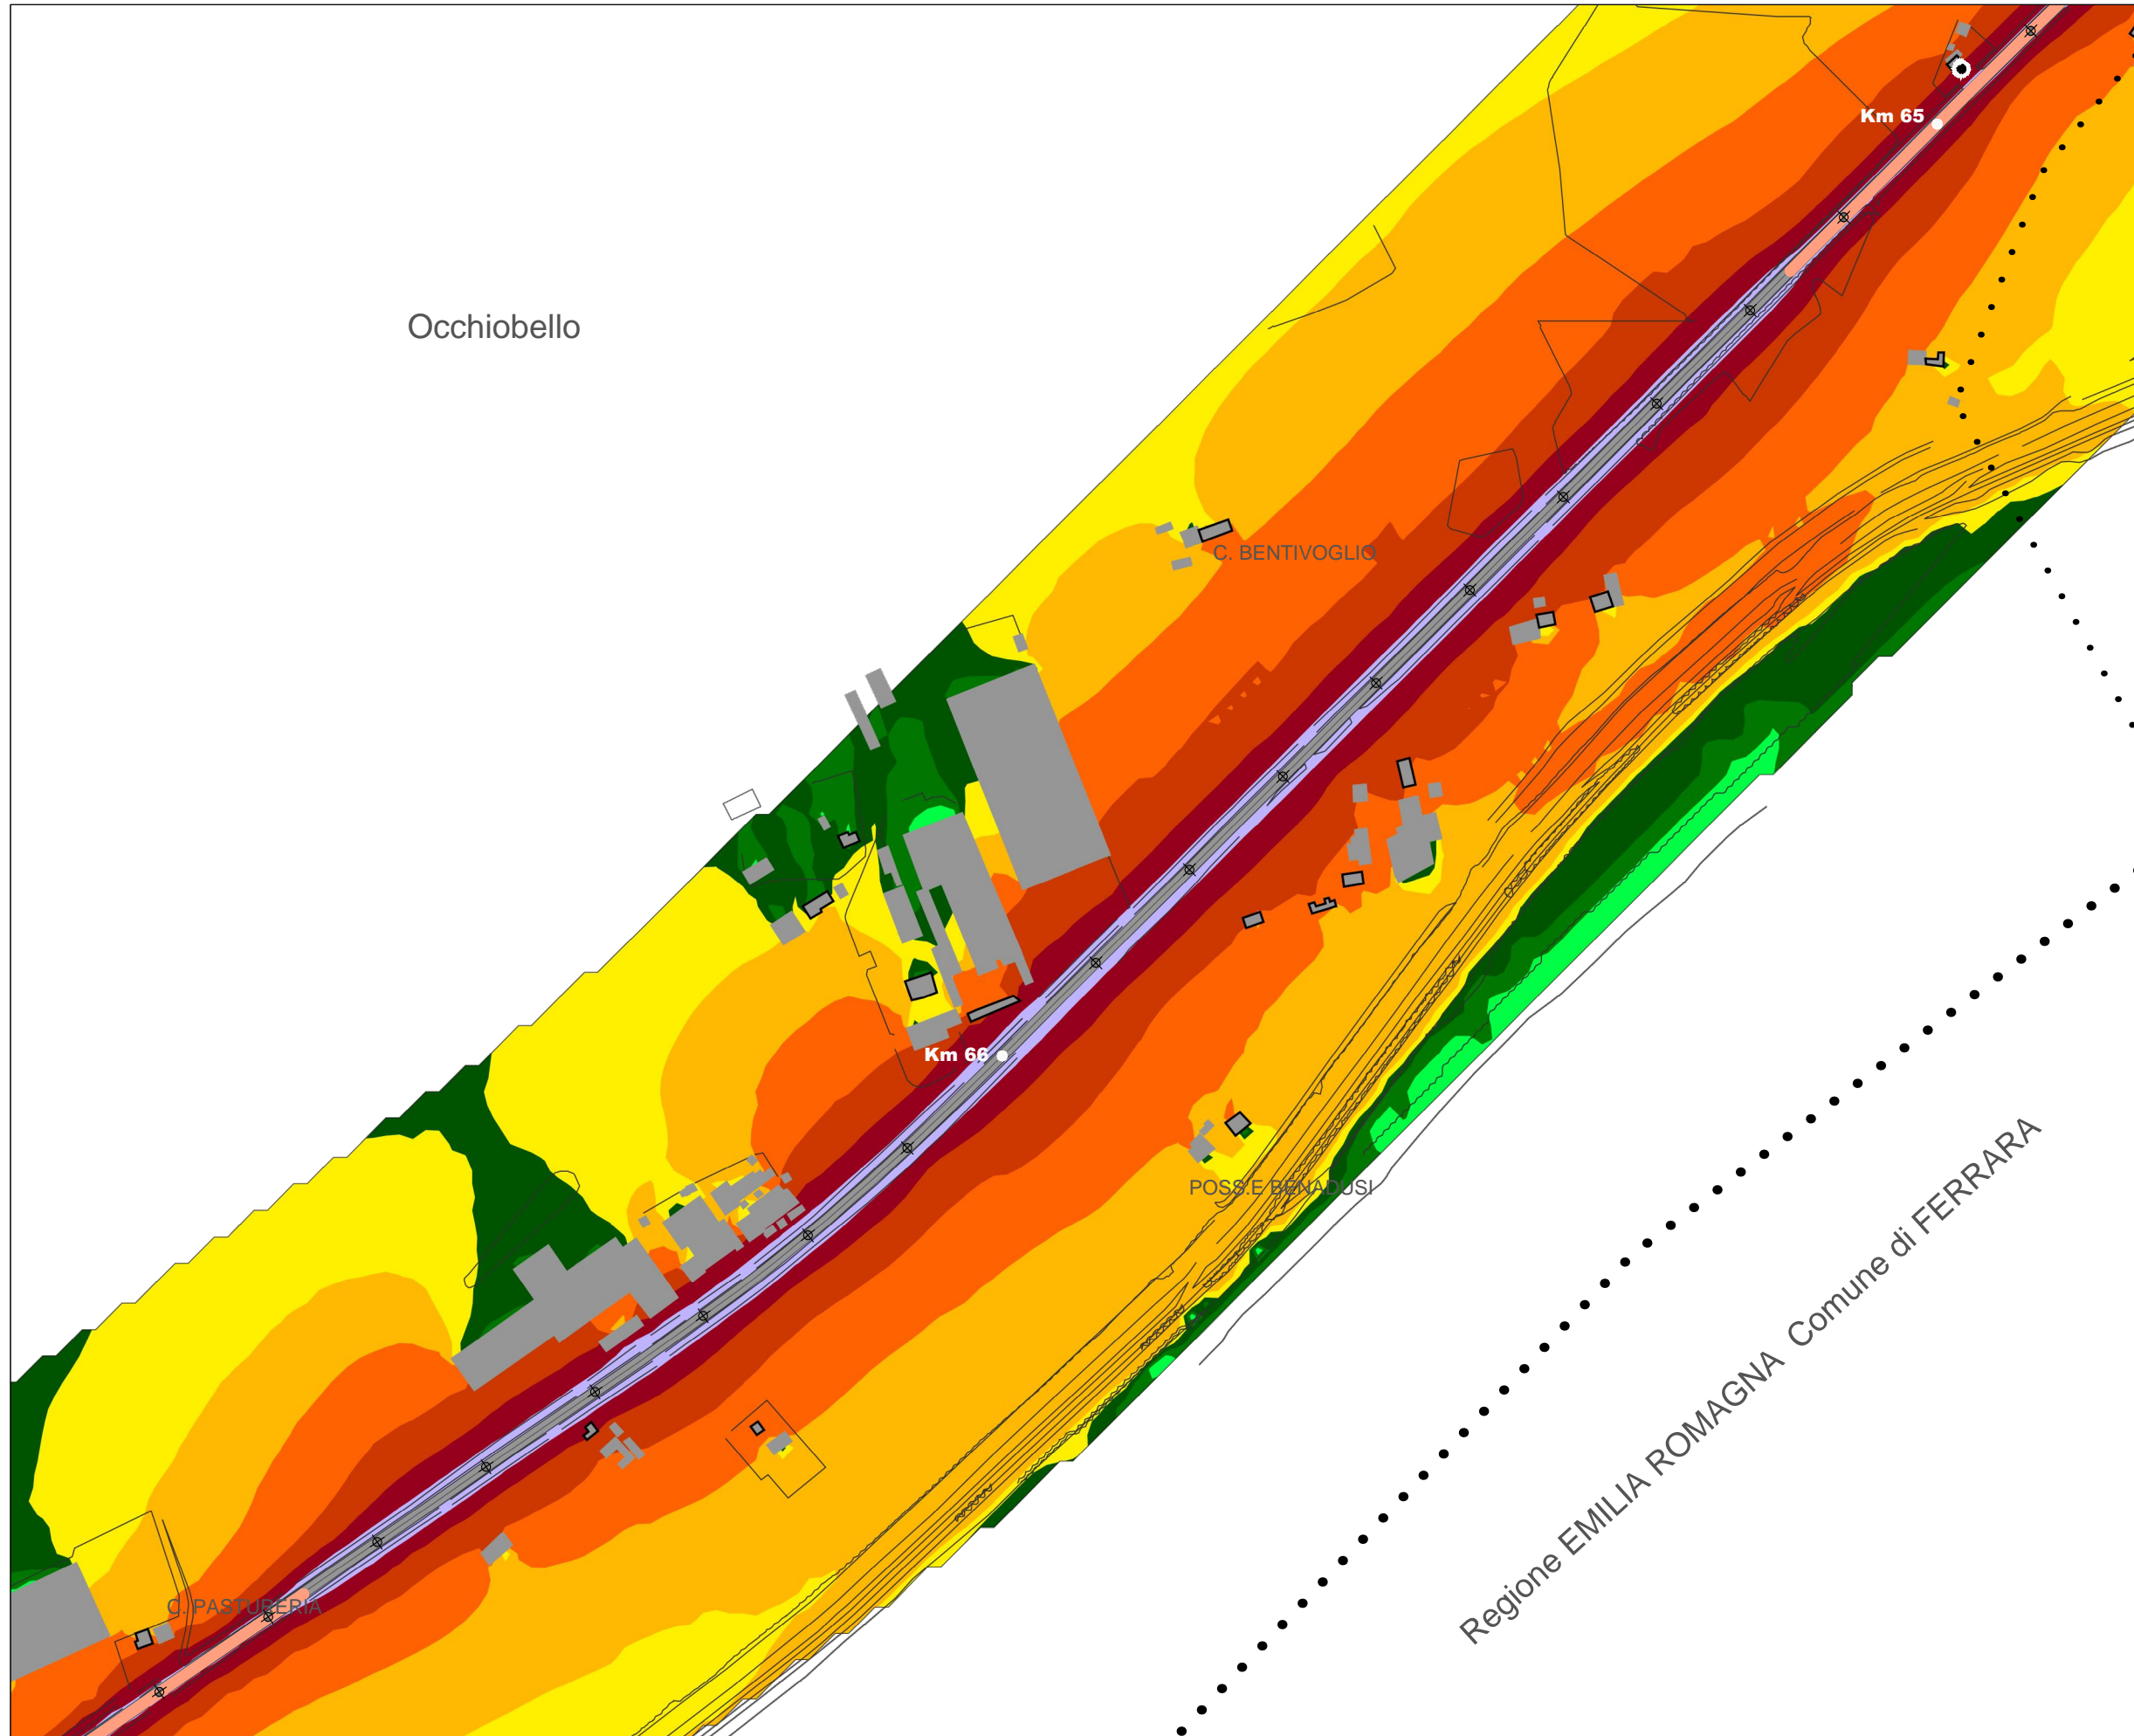 Km 65
Occhiobello
C. BENTIVOGLIO
Km 66
POSS.E BENADUSI
Regione EMILIA ROMAGNA Comune di FERRARA
C. PASTURERIA